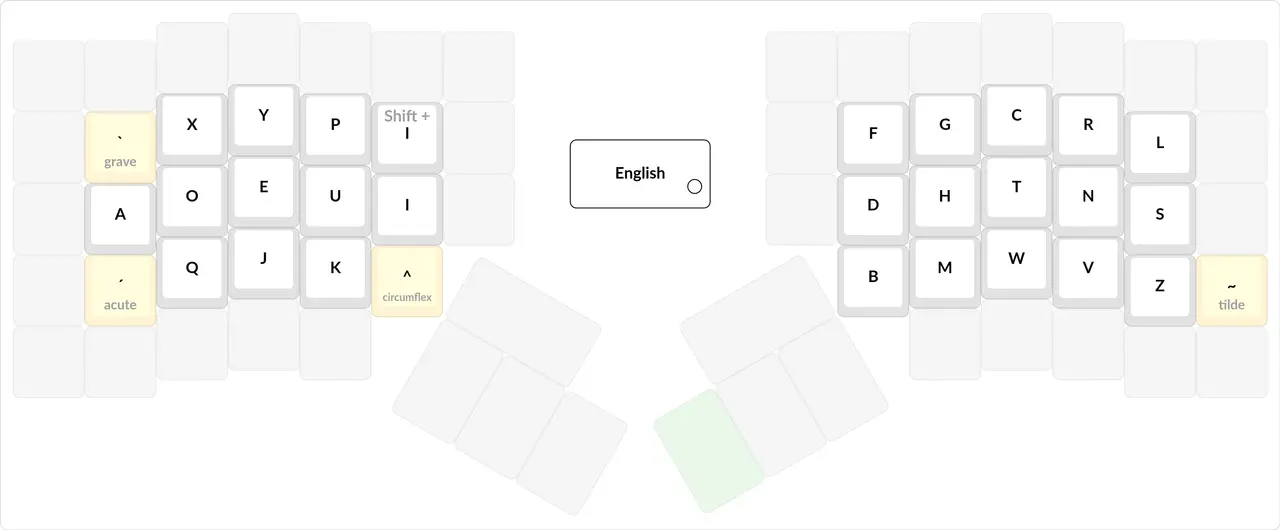 ` X Y P Shift + I
grave
A O E U I
´ Q J K ^
acute circumflex
English
F G C R L
D H T N S
B M W V Z ~
tilde